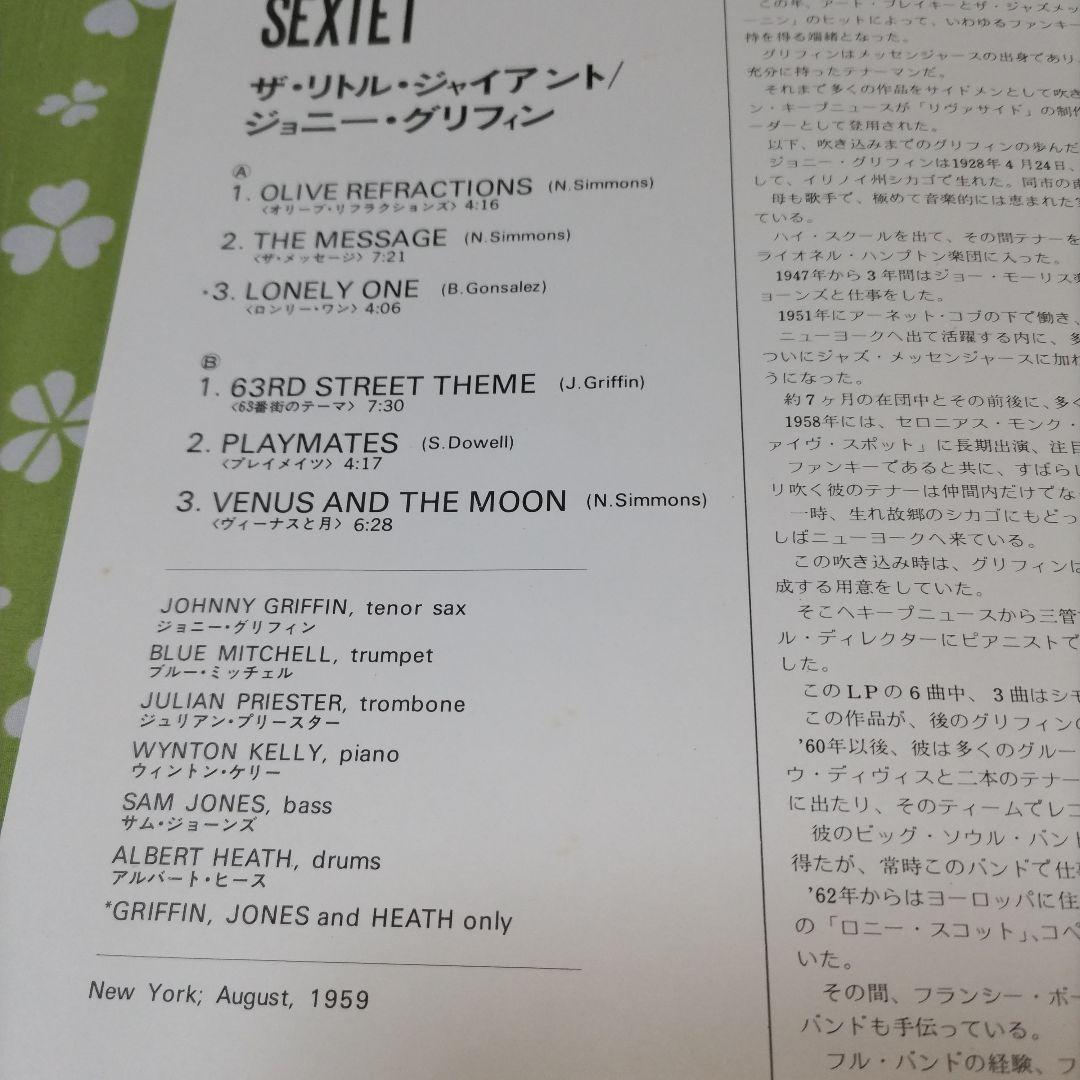 SEXTET
ザ・リトル・ジャイアント/
ジョニー・グリフィン
Ⓐ
1. OLIVE REFRACTIONS (N.Simmons)
〈オリーブ・リフラクションズ〉 4:16
2. THE MESSAGE (N.Simmons)
〈ザ・メッセージ〉 7:21
・3. LONELY ONE (B.Gonsalez)
〈ロンリー・ワン〉 4:06
Ⓑ
1. 63RD STREET THEME (J.Griffin)
〈63番街のテーマ〉 7:30
2. PLAYMATES (S.Dowell)
〈プレイメイツ〉 4:17
3. VENUS AND THE MOON (N.Simmons)
〈ヴィーナスと月〉 6:28
JOHNNY GRIFFIN, tenor sax
ジョニー・グリフィン
BLUE MITCHELL, trumpet
ブルー・ミッチェル
JULIAN PRIESTER, trombone
ジュリアン・プリースター
WYNTON KELLY, piano
ウィントン・ケリー
SAM JONES, bass
サム・ジョーンズ
ALBERT HEATH, drums
アルバート・ヒース
*GRIFFIN, JONES and HEATH only
New York; August, 1959
この年、アート・ブレイキーとザ・ジャズメッ
ーニン」のヒットによって、いわゆるファンキー
持を得る端緒となった。
グリフィンはメッセンジャースの出身であり、
充分に持ったテナーマンだ。
それまで多くの作品をサイドメンとして吹き
ン・キープニュースが「リヴァサイド」の制作
ーダーとして登用された。
以下、吹き込みまでのグリフィンの歩んだ
ジョニー・グリフィンは1928年4月24日、
して、イリノイ州シカゴで生れた。同市の
母も歌手で、極めて音楽的には恵まれた
ている。
ハイ・スクールを出て、その間テナーを
ライオネル・ハンプトン楽団に入った。
1947年から3年間はジョー・モーリス
ョーンズと仕事をした。
1951年にアーネット・コブの下で働き、
ニューヨークへ出て活躍する内に、多
ついにジャズ・メッセンジャースに加わ
うになった。
約7ヶ月の在団中とその前後に、多く
1958年には、セロニアス・モンク・
ァイヴ・スポット」に長期出演、注目
ファンキーであると共に、すばらし
リ吹く彼のテナーは仲間内だけでな
一時、生れ故郷のシカゴにもどっ
しばニューヨークへ来ている。
この吹き込み時は、グリフィンは
成する用意をしていた。
そこへキープニュースから三管
ル・ディレクターにピアニストで
した。
このLPの6曲中、3曲はシモ
この作品が、後のグリフィンの
'60年以後、彼は多くのグルー
ウ・ディヴィスと二本のテナー
に出たり、そのティームでレコ
彼のビッグ・ソウル・バンド
得たが、常時このバンドで仕事
'62年からはヨーロッパに住
の「ロニー・スコット」、コペ
いた。
その間、フランシー・ボー
バンドも手伝っている。
フル・バンドの経験、フ